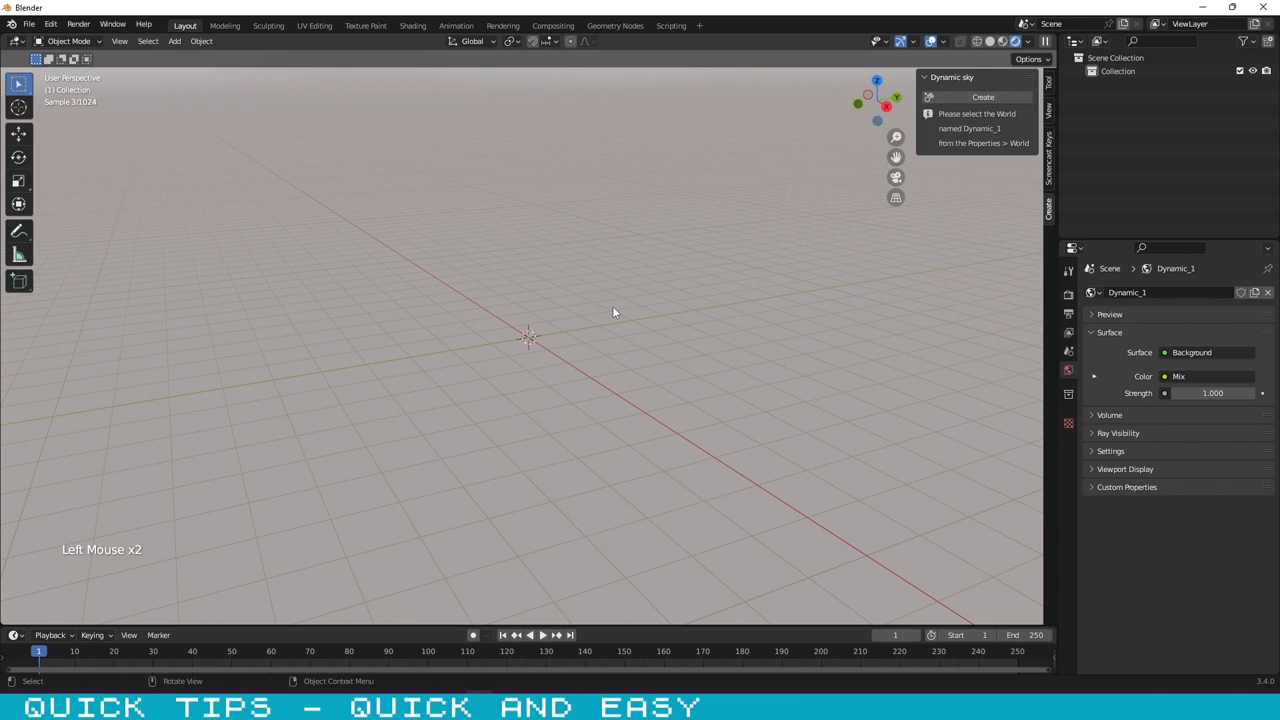 Blender
File Edit Render Window Help Layout Modeling Sculpting UV Editing Texture Paint Shading Animation Rendering Compositing Geometry Nodes Scripting + Scene ViewLayer
Object Mode View Select Add Object Global
Options
User Perspective
(1) Collection
Sample 3/1024
Z
Y
X
Dynamic sky
Create
Please select the World
named Dynamic_1
from the Properties > World
Tool
View
Screencast Keys
Create
Scene Collection
Collection
Scene > Dynamic_1
Dynamic_1
Preview
Surface
Surface Background
Color Mix
Strength 1.000
Volume
Ray Visibility
Settings
Viewport Display
Custom Properties
Left Mouse x2
Playback Keying View Marker 1 Start 1 End 250
1 10 20 30 40 50 60 70 80 90 100 110 120 130 140 150 160 170 180 190 200 210 220 230 240 250
Select Rotate View Object Context Menu 3.4.0
QUICK TIPS - QUICK AND EASY